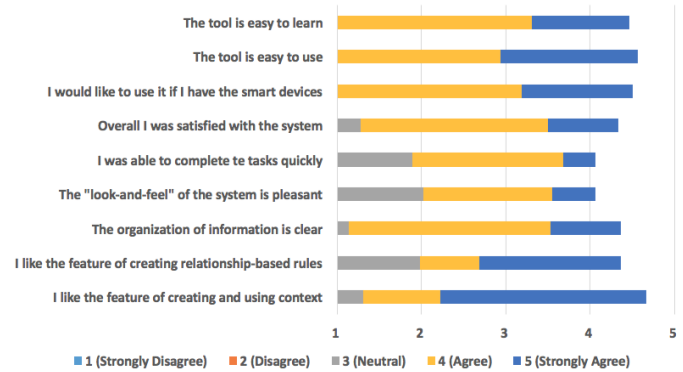 The tool is easy to learn
The tool is easy to use
I would like to use it if I have the smart devices
Overall I was satisfied with the system
I was able to complete te tasks quickly
The "look-and-feel" of the system is pleasant
The organization of information is clear
I like the feature of creating relationship-based rules
I like the feature of creating and using context
1 2 3 4 5
1 (Strongly Disagree) 2 (Disagree) 3 (Neutral) 4 (Agree) 5 (Strongly Agree)